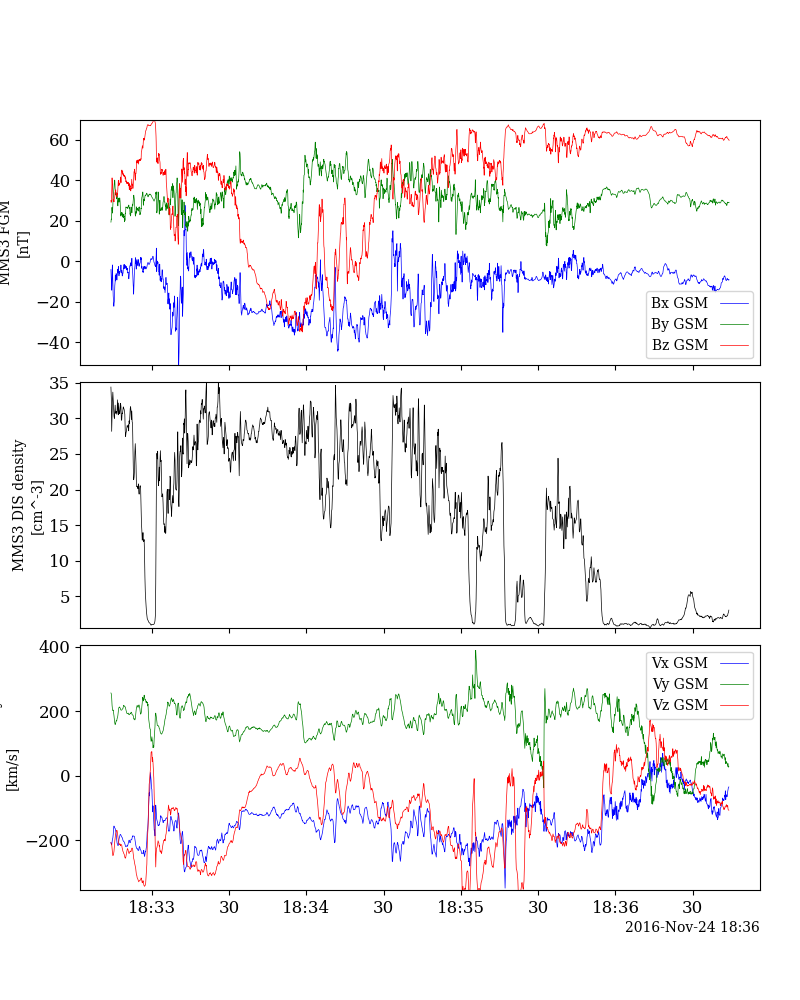 60
40
20
0
−20
−40
MMS3 FGM
[nT]
Bx GSM
By GSM
Bz GSM
35
30
25
20
15
10
5
MMS3 DIS density
[cm^-3]
400
200
0
−200
[km/s]
Vx GSM
Vy GSM
Vz GSM
18:33 30 18:34 30 18:35 30 18:36 30
2016-Nov-24 18:36